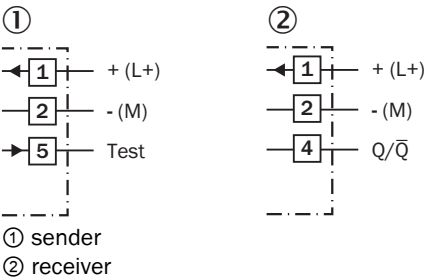 ① ②
1 + (L+) 1 + (L+)
2 - (M) 2 - (M)
5 Test 4 Q/Q̅
① sender
② receiver